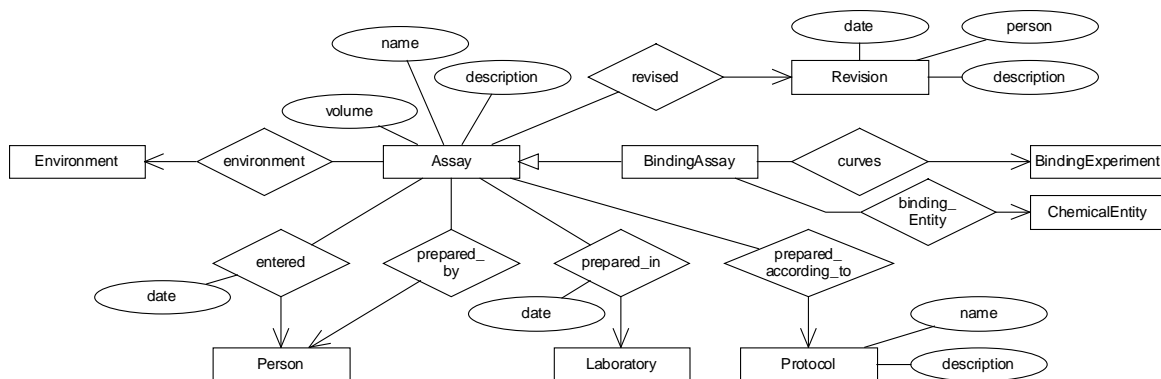 name
date
person
description
revised
Revision
description
volume
Environment
environment
Assay
BindingAssay
curves
BindingExperiment
binding_
Entity
ChemicalEntity
entered
prepared_
by
prepared_in
prepared_
according_to
date
date
name
Person
Laboratory
Protocol
description